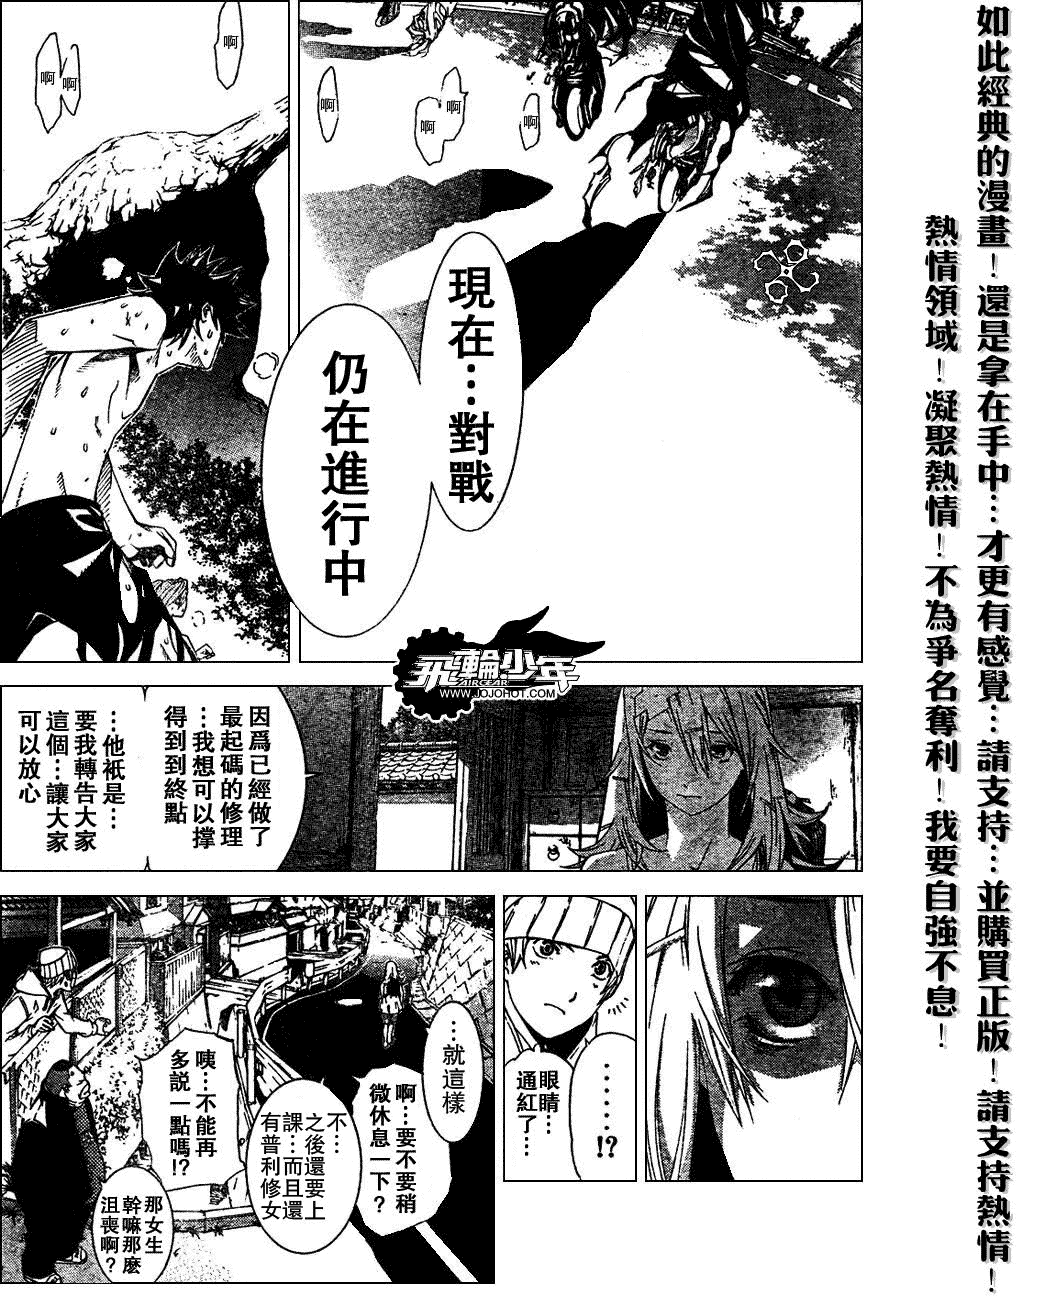 如此經典的漫畫！還是拿在手中…才更有感覺…請支持…並購買正版！請支持熱情！
熱情領域！凝聚熱情！不為爭名奪利！我要自強不息！
啊
啊
啊
啊
啊
啊
啊
現在…對戰
仍在進行中
飛輪少年
AIRGEAR
WWW.JOJOHOT.COM
因爲已經做了
最起碼的修理
…我想可以撐
得到到終點
…他衹是…
要我轉告大家
這個…讓大家
可以放心
……!?
眼睛…
通紅了…
…就這樣
啊…要不要稍
微休息一下？
不…
之後還要上
課…而且還
有普利修女
咦…不能再
多説一點嗎!?
那女生
幹嘛那麽
沮喪啊？